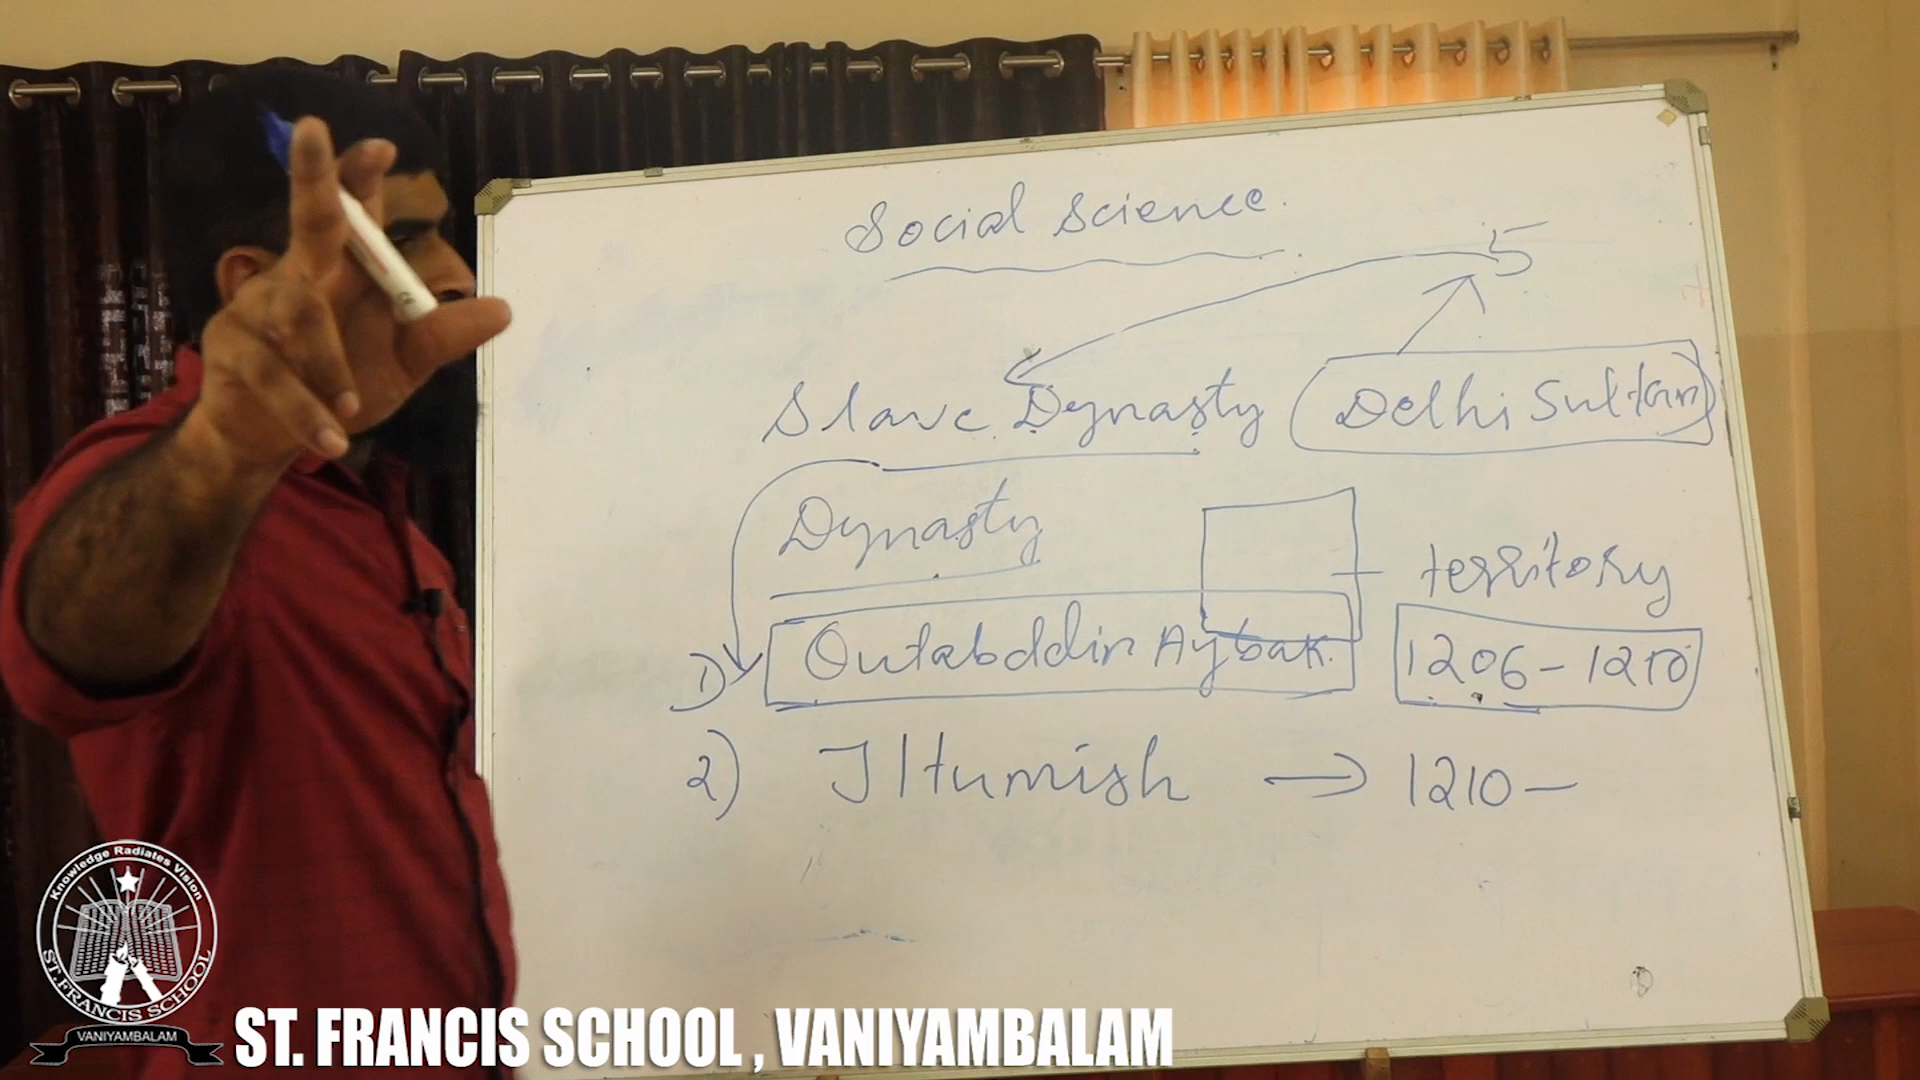 Social Science.
5
Slave Dynasty (Delhi Sultan)
Dynasty
territory
1) Qutabddin Aybak. 1206-1210
2) Iltumish → 1210-
Knowledge Radiates Vision
ST. FRANCIS SCHOOL
VANIYAMBALAM
ST. FRANCIS SCHOOL, VANIYAMBALAM